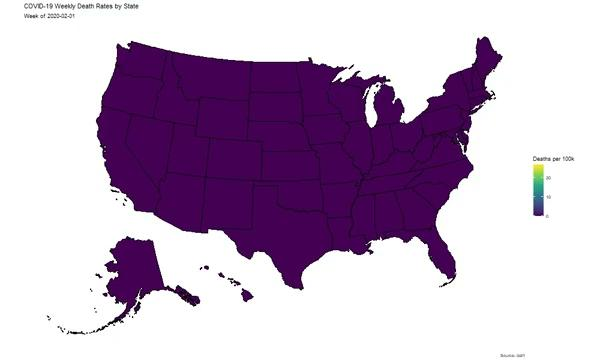 COVID-19 Weekly Death Rates by State
Week of 2020-02-01
Deaths per 100k
20
10
0